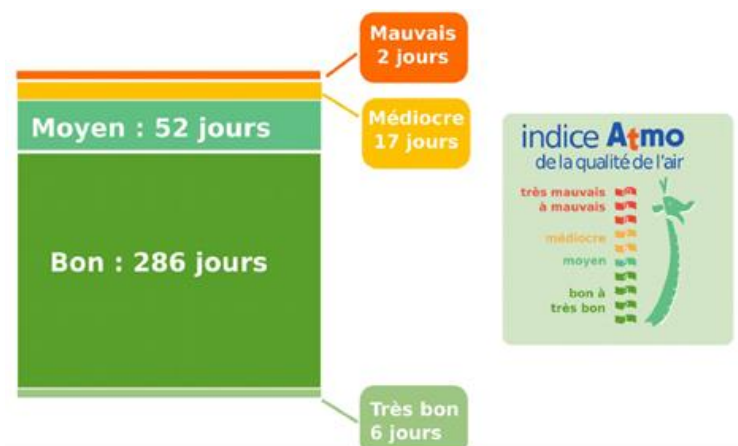 Mauvais
2 jours
Médiocre
17 jours
Moyen : 52 jours
Bon : 286 jours
Très bon
6 jours
indice Atmo
de la qualité de l'air
très mauvais
à mauvais
médiocre
moyen
bon à
très bon